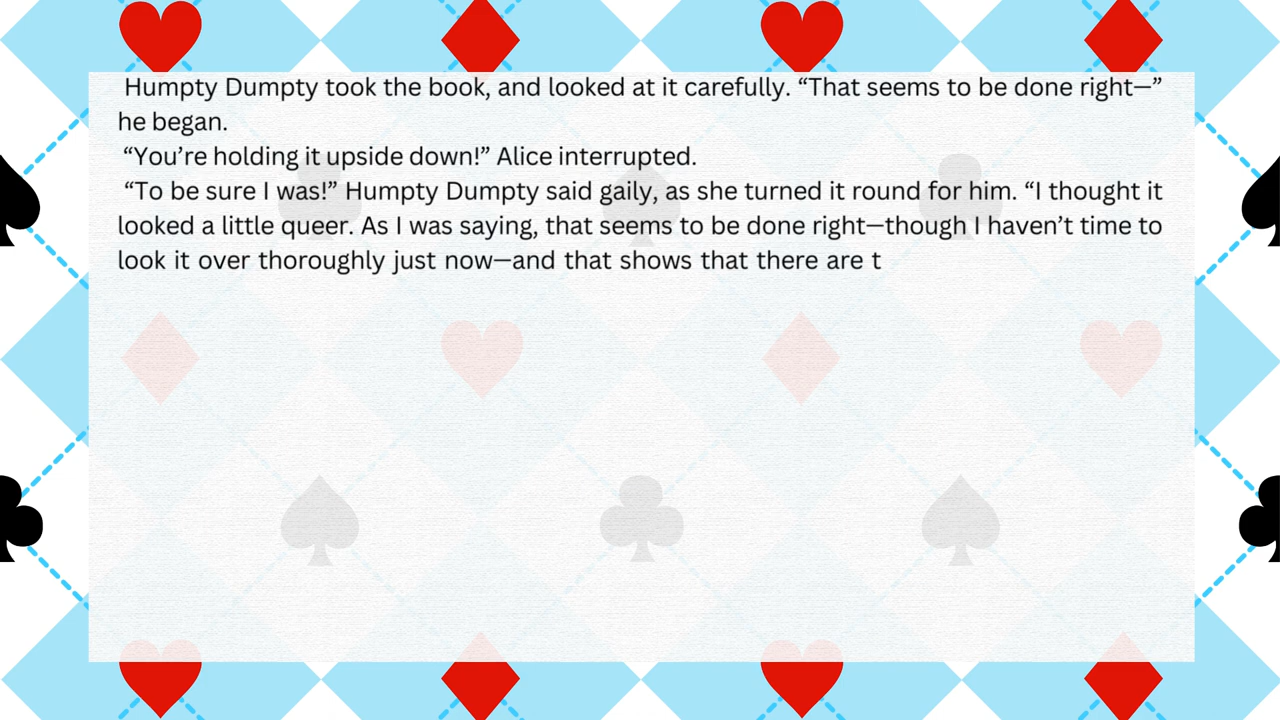 Humpty Dumpty took the book, and looked at it carefully. “That seems to be done right—”
he began.
“You’re holding it upside down!” Alice interrupted.
“To be sure I was!” Humpty Dumpty said gaily, as she turned it round for him. “I thought it
looked a little queer. As I was saying, that seems to be done right—though I haven’t time to
look it over thoroughly just now—and that shows that there are t